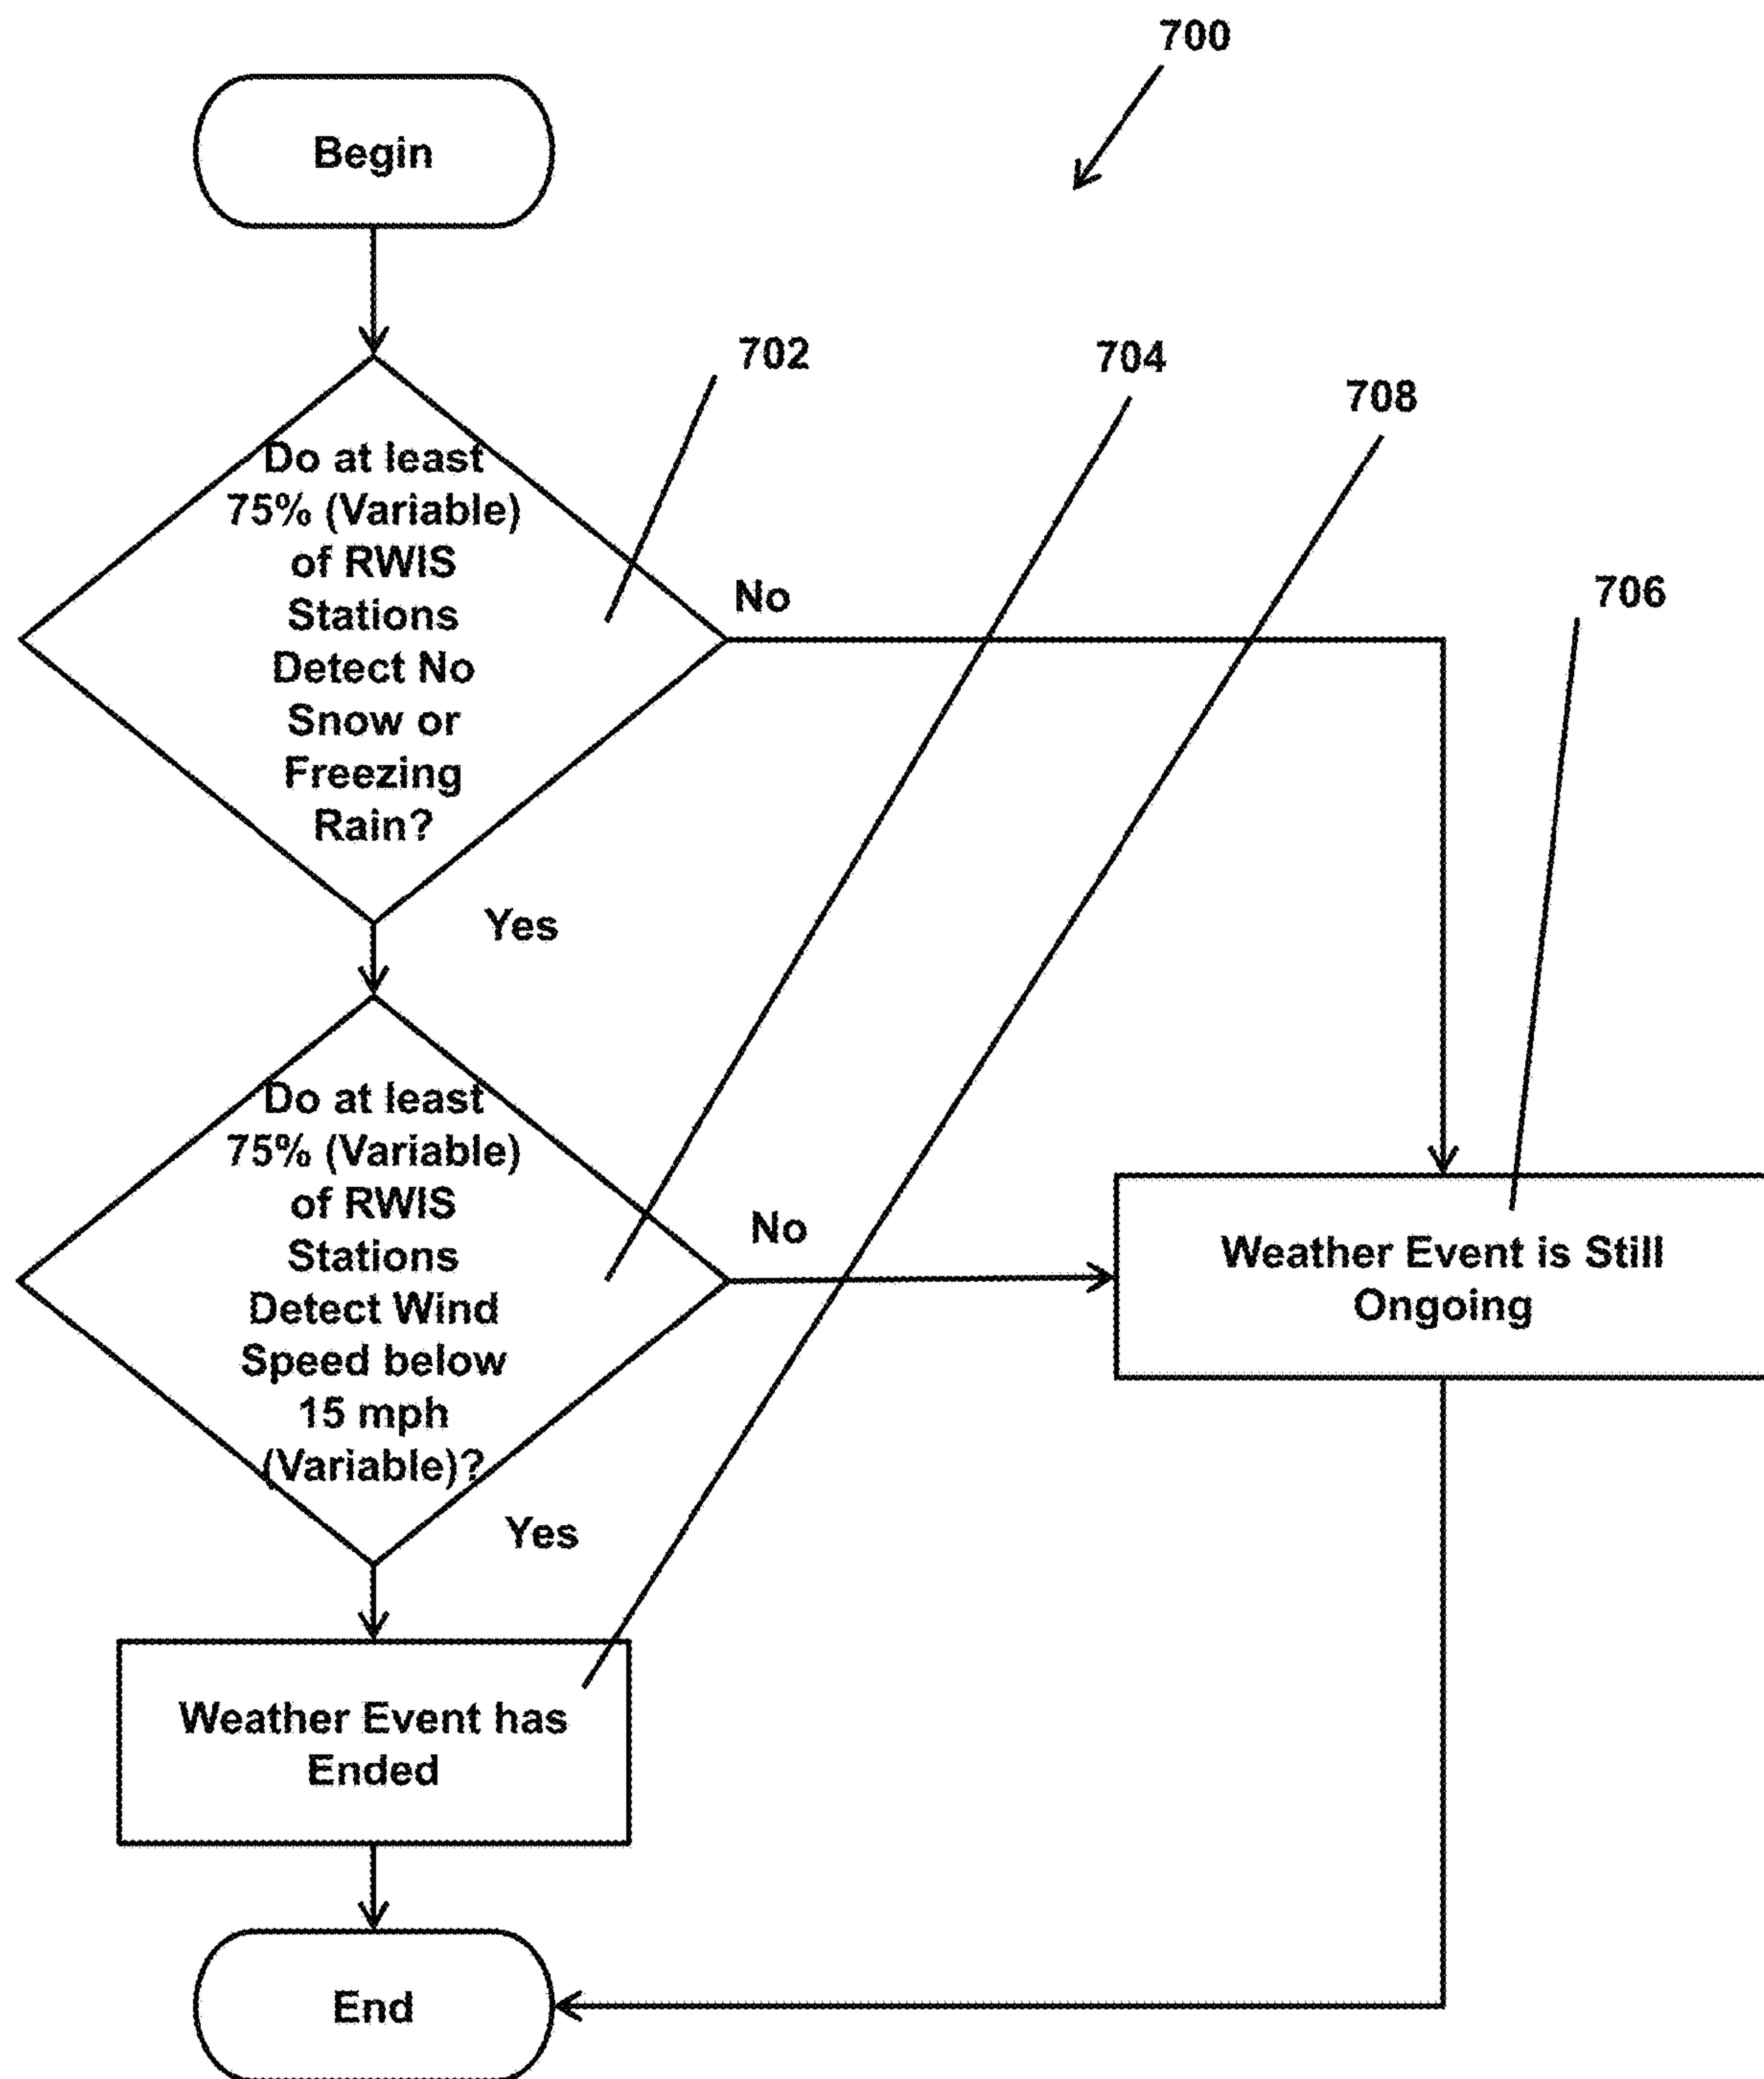 700
Begin
702
704
708
706
Do at least
75% (Variable)
of RWIS
Stations
Detect No
Snow or
Freezing
Rain?
No
Yes
Do at least
75% (Variable)
of RWIS
Stations
Detect Wind
Speed below
15 mph
(Variable)?
No
Weather Event is Still
Ongoing
Yes
Weather Event has
Ended
End